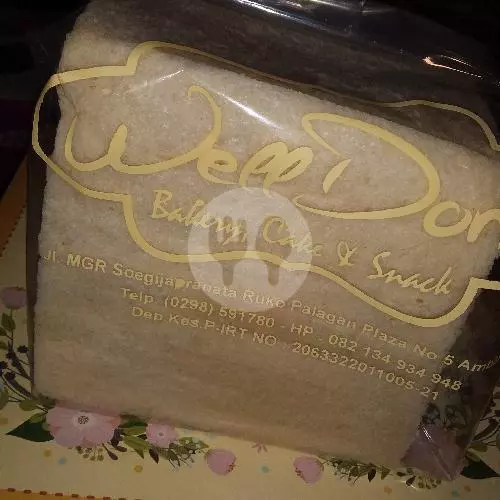 Well Don
Bakery, Cake & Snack
Jl. MGR Soegijapranata Ruko Palagan Plaza No 5 Am
Telp (0298) 591780 - HP : 082 134 934 948
Dep Kes P-IRT NO : 2063322011005-21